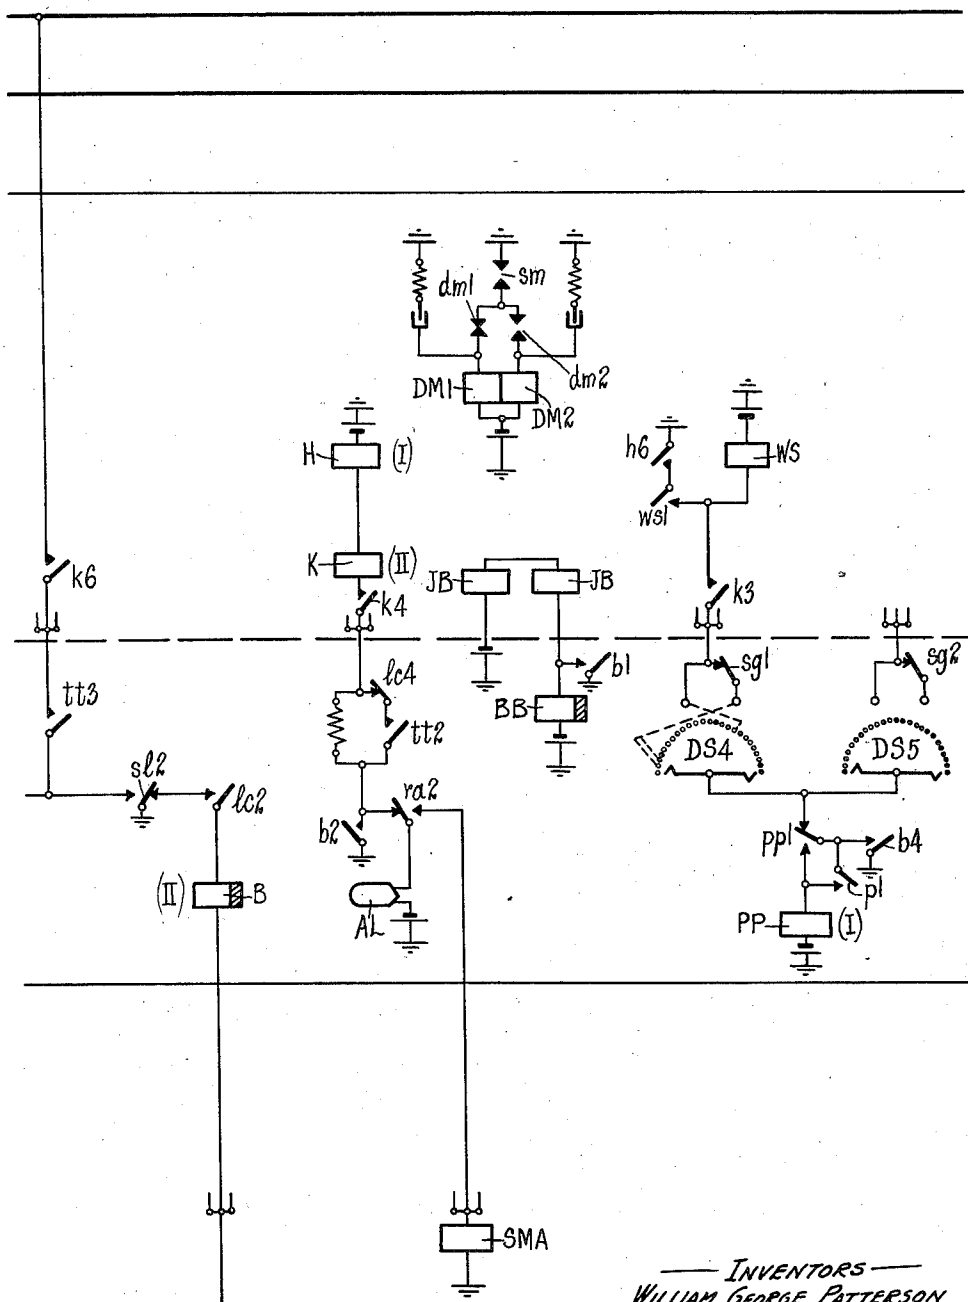 sm
dm1
dm2
DM1
DM2
H
(I)
h6
WS
ws1
k6
K
(II)
JB
JB
k4
k3
tt3
lc4
b1
sg1
sg2
BB
tt2
DS4
DS5
sl2
lc2
ra2
b2
pp1
b4
p1
(II)
B
AL
PP
(I)
SMA
INVENTORS
WILLIAM GEORGE PATTERSON